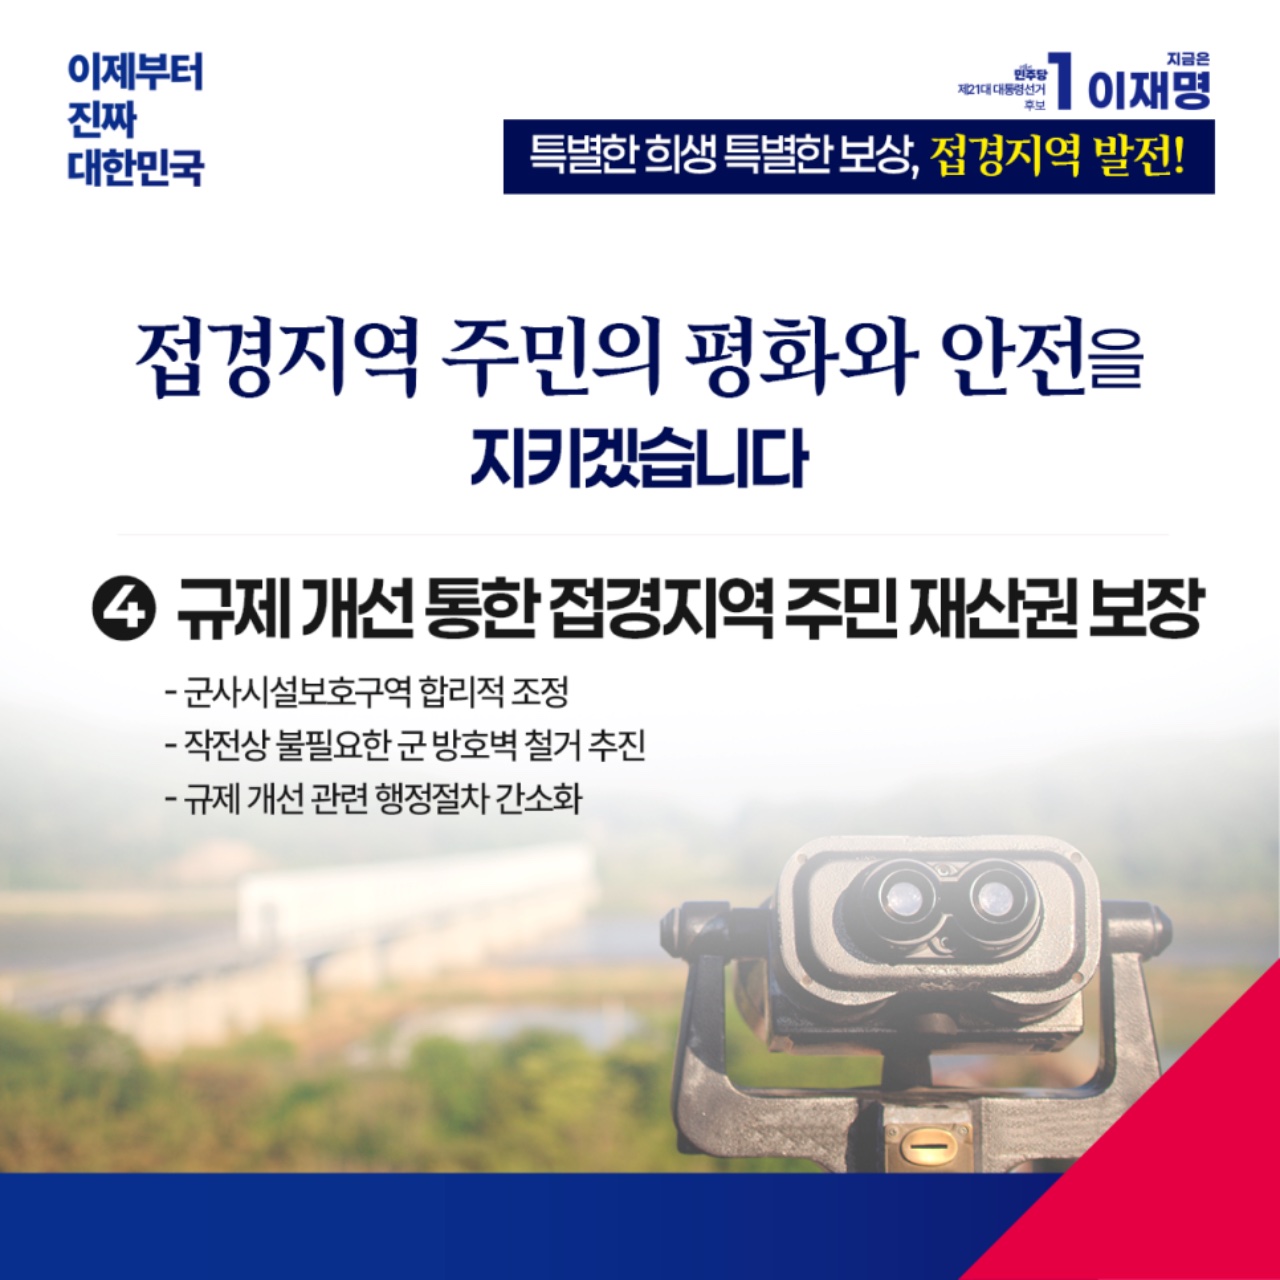 이제부터
진짜
대한민국
지금은
민주당
제21대 대통령선거
후보
1 이재명
특별한 희생 특별한 보상, 접경지역 발전!
접경지역 주민의 평화와 안전을
지키겠습니다
4 규제 개선 통한 접경지역 주민 재산권 보장
- 군사시설보호구역 합리적 조정
- 작전상 불필요한 군 방호벽 철거 추진
- 규제 개선 관련 행정절차 간소화